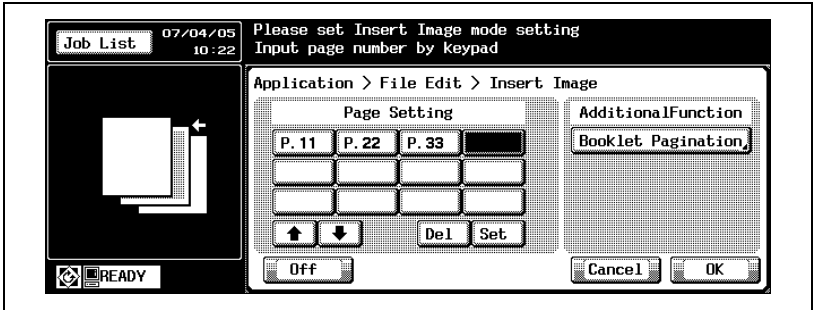 Job List
07/04/05
10:22
Please set Insert Image mode setting
Input page number by keypad
Application > File Edit > Insert Image
Page Setting
AdditionalFunction
P.11 P.22 P.33
Booklet Pagination
Del Set
Off
Cancel OK
READY